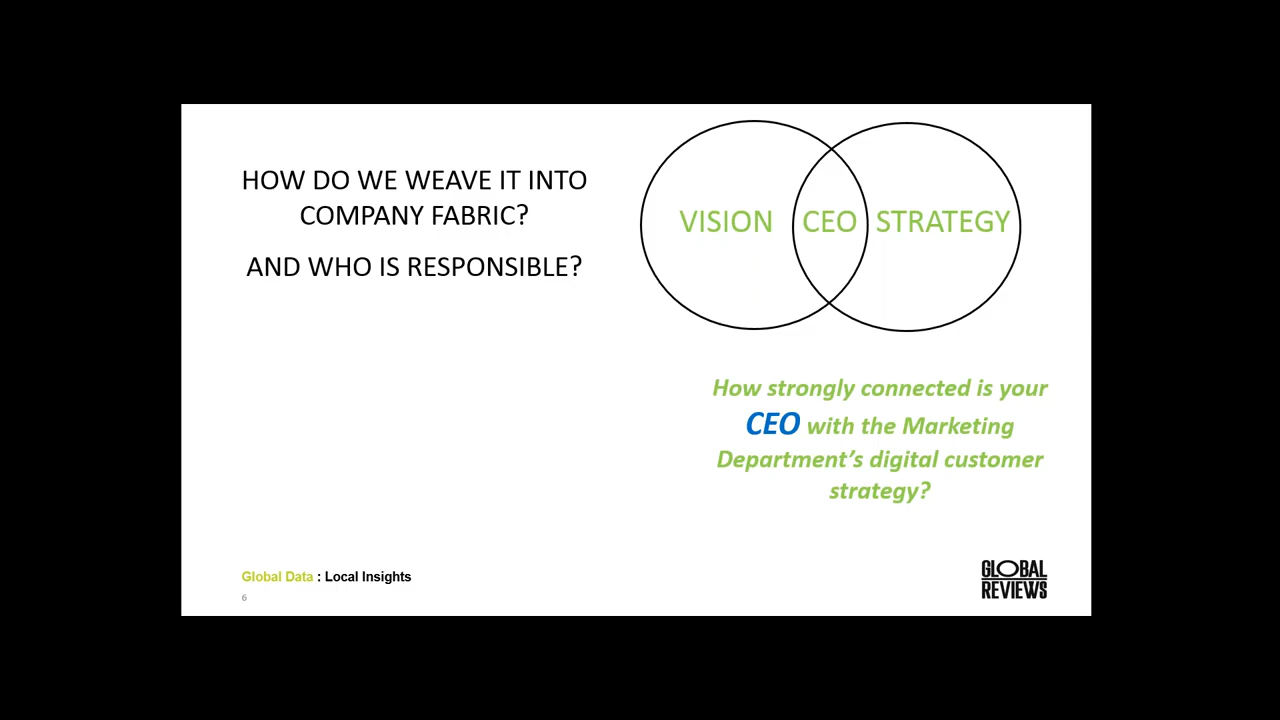 HOW DO WE WEAVE IT INTO
COMPANY FABRIC?
AND WHO IS RESPONSIBLE?
VISION CEO STRATEGY
How strongly connected is your
CEO with the Marketing
Department’s digital customer
strategy?
Global Data : Local Insights
6
GLOBAL
REVIEWS